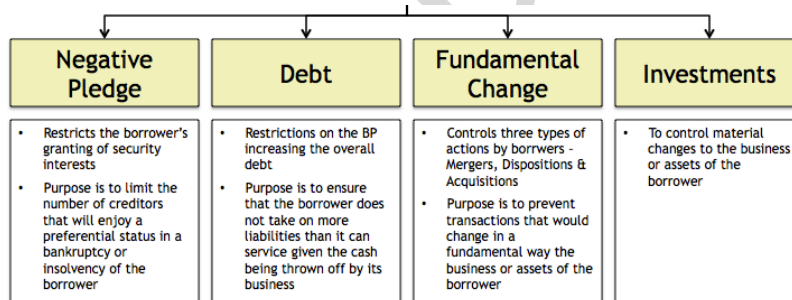 Negative
Pledge
Debt
Fundamental
Change
Investments
• Restricts the borrower's
granting of security
interests
• Purpose is to limit the
number of creditors
that will enjoy a
preferential status in a
bankruptcy or
insolvency of the
borrower
• Restrictions on the BP
increasing the overall
debt
• Purpose is to ensure
that the borrower does
not take on more
liabilities than it can
service given the cash
being thrown off by its
business
• Controls three types of
actions by borwers -
Mergers, Dispositions &
Acquisitions
• Purpose is to prevent
transactions that would
change in a
fundamental way the
business or assets of the
borrower
• To control material
changes to the business
or assets of the
borrower